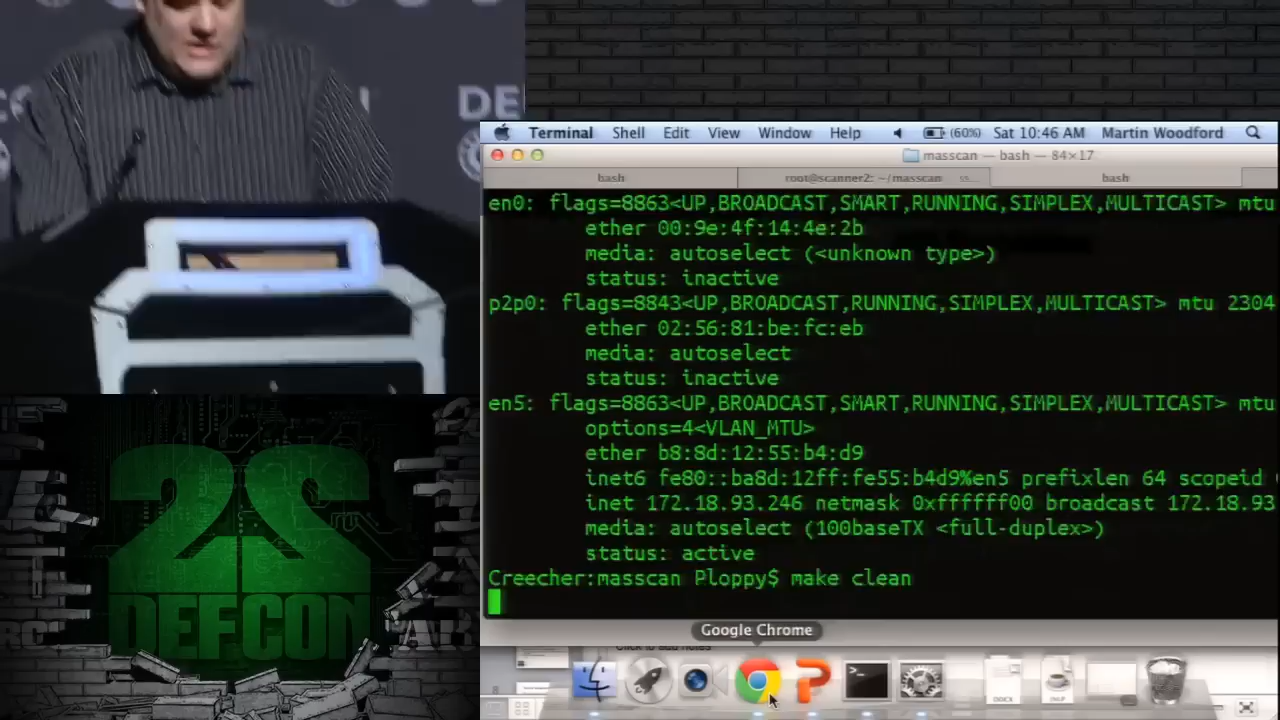 DE
Terminal Shell Edit View Window Help (60%) Sat 10:46 AM Martin Woodford
masscan — bash — 84×17
bash root@scanner2: ~/masscan ss... bash
en0: flags=8863<UP,BROADCAST,SMART,RUNNING,SIMPLEX,MULTICAST> mtu
ether 00:9e:4f:14:4e:2b
media: autoselect (<unknown type>)
status: inactive
p2p0: flags=8843<UP,BROADCAST,RUNNING,SIMPLEX,MULTICAST> mtu 2304
ether 02:56:81:be:fc:eb
media: autoselect
status: inactive
en5: flags=8863<UP,BROADCAST,SMART,RUNNING,SIMPLEX,MULTICAST> mtu
options=4<VLAN_MTU>
ether b8:8d:12:55:b4:d9
inet6 fe80::ba8d:12ff:fe55:b4d9%en5 prefixlen 64 scopeid
inet 172.18.93.246 netmask 0xffffff00 broadcast 172.18.93
media: autoselect (100baseTX <full-duplex>)
status: active
Creecher:masscan Ploppy$ make clean
Google Chrome
DOCX
22
DEFCON